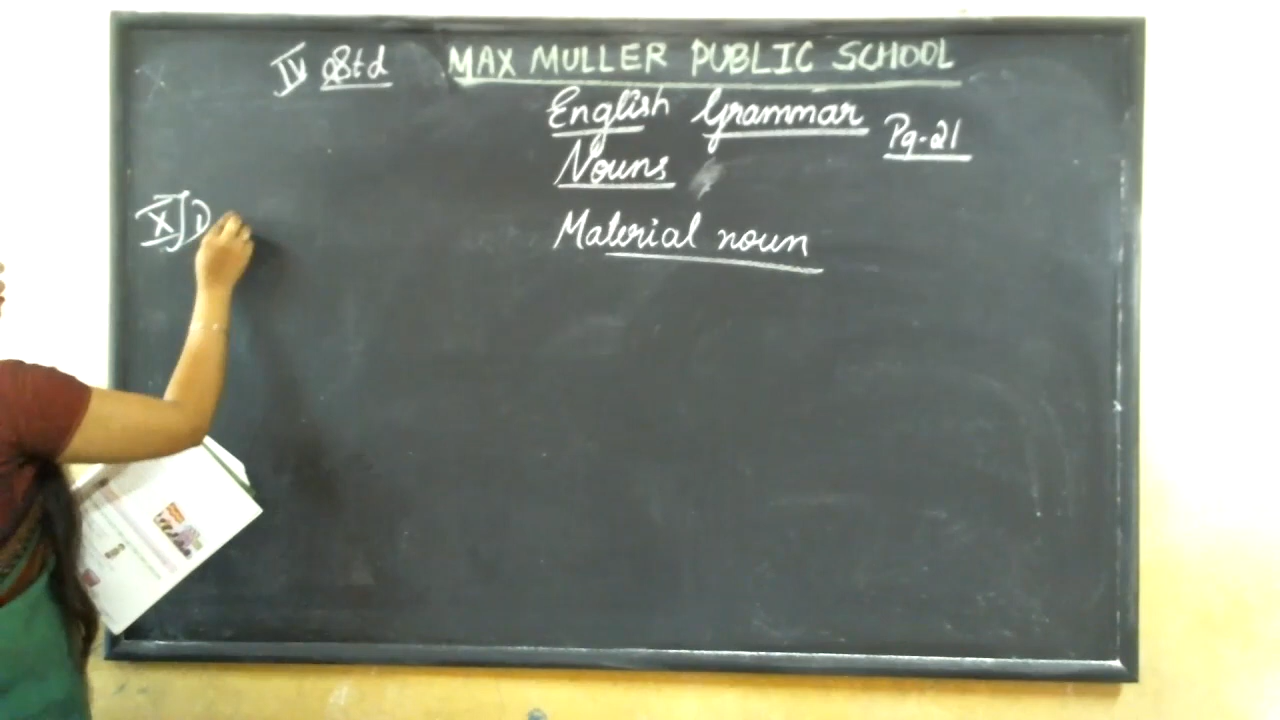 IV Std MAX MULLER PUBLIC SCHOOL
English Grammar
Pg-21
Nouns
Material noun
X] 1)